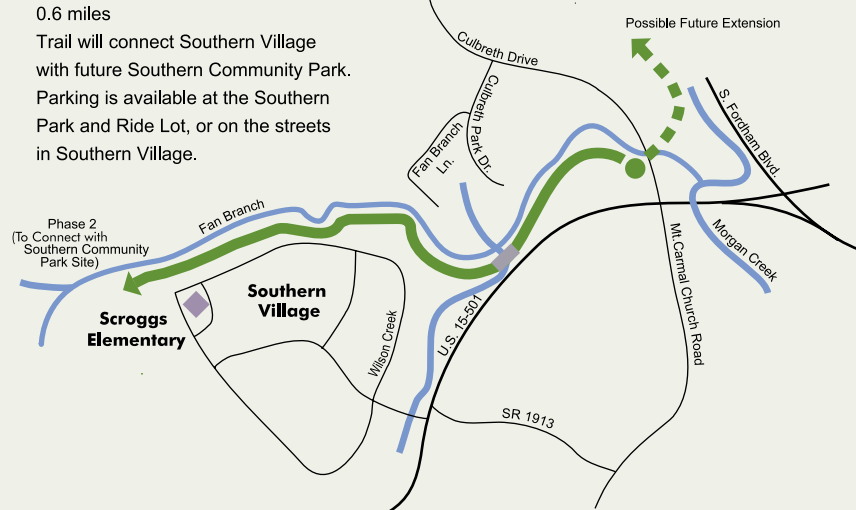 0.6 miles
Trail will connect Southern Village
with future Southern Community Park.
Parking is available at the Southern
Park and Ride Lot, or on the streets
in Southern Village.
Possible Future Extension
Culbreth Drive
Culbreth Park Dr.
Fan Branch
Ln.
S. Fordham Blvd.
Fan Branch
Phase 2
(To Connect with
Southern Community
Park Site)
Mt.Carmal Church Road
Morgan Creek
Southern
Village
Scroggs
Elementary
Wilson Creek
U.S. 15-501
SR 1913